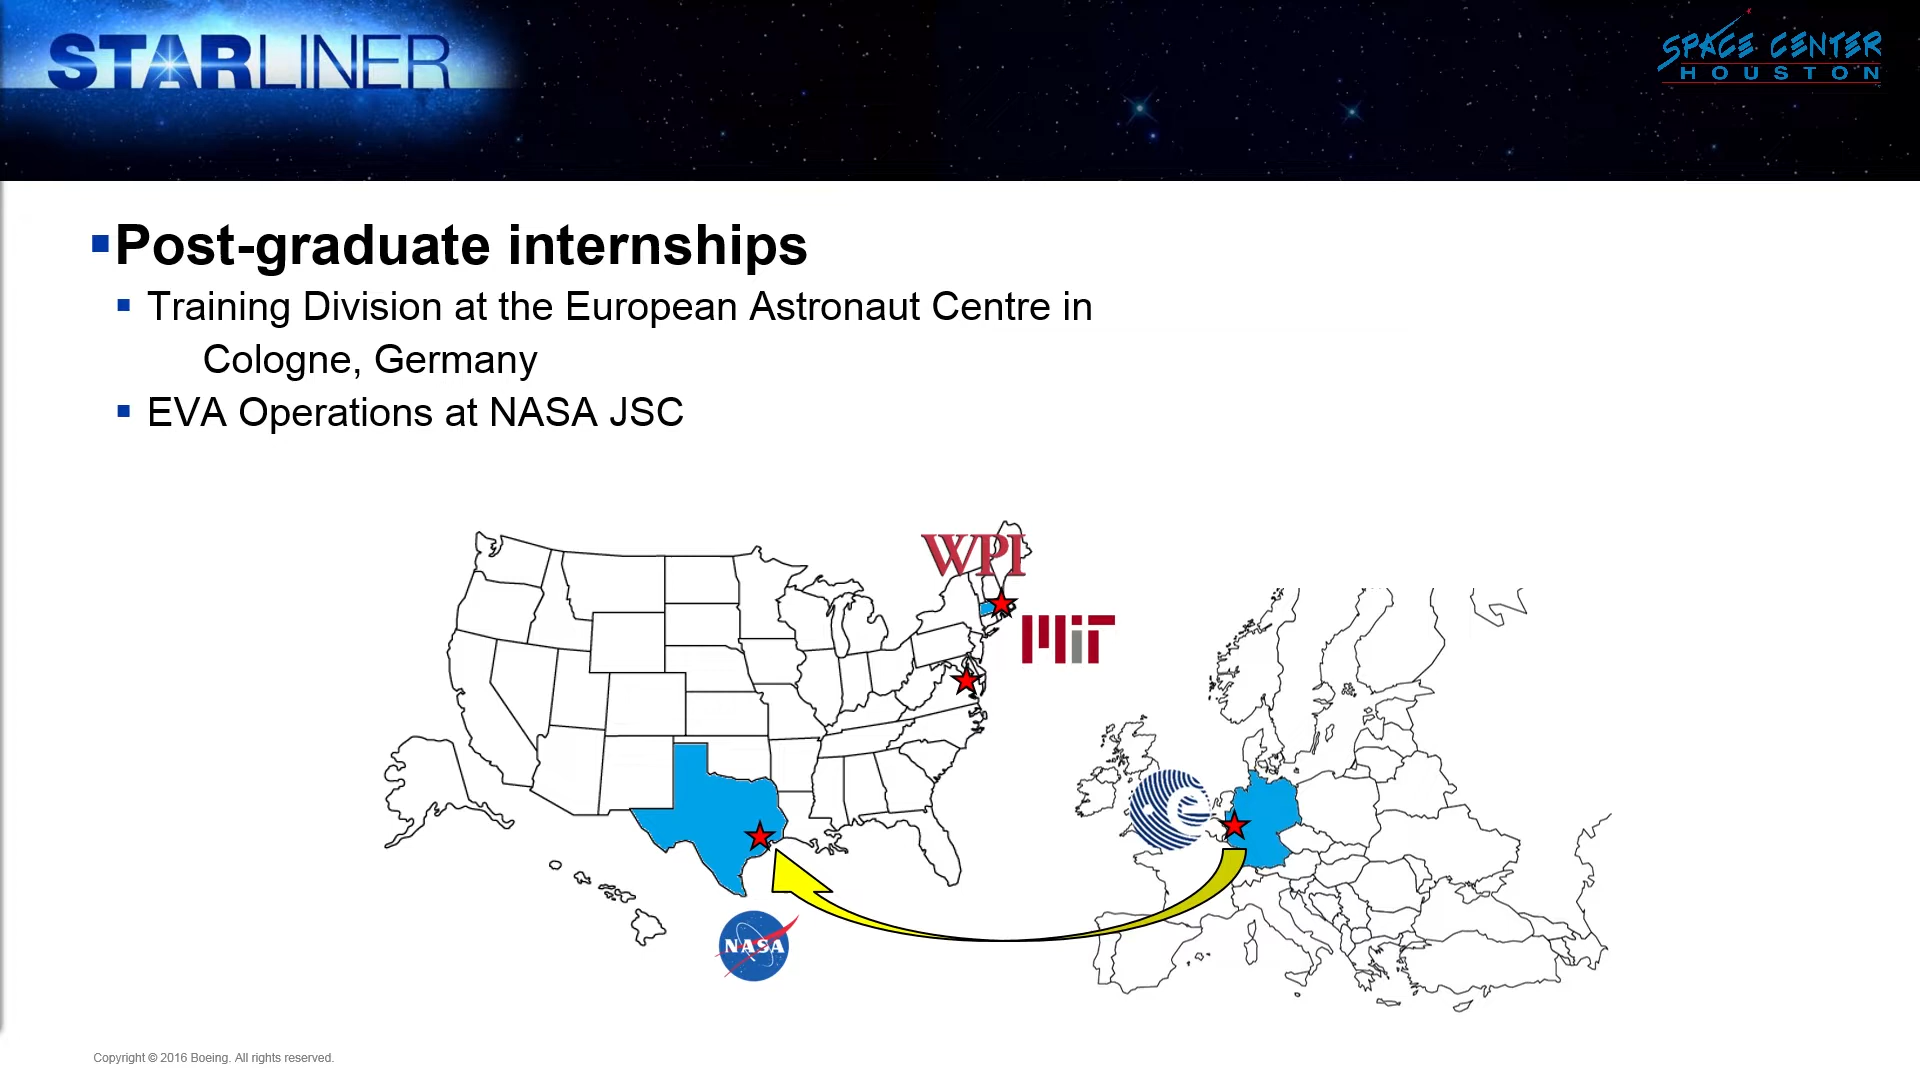 STARLINER
SPACE CENTER
HOUSTON
Post-graduate internships
Training Division at the European Astronaut Centre in
Cologne, Germany
EVA Operations at NASA JSC
WPI
MIT
e
NASA
Copyright © 2016 Boeing. All rights reserved.